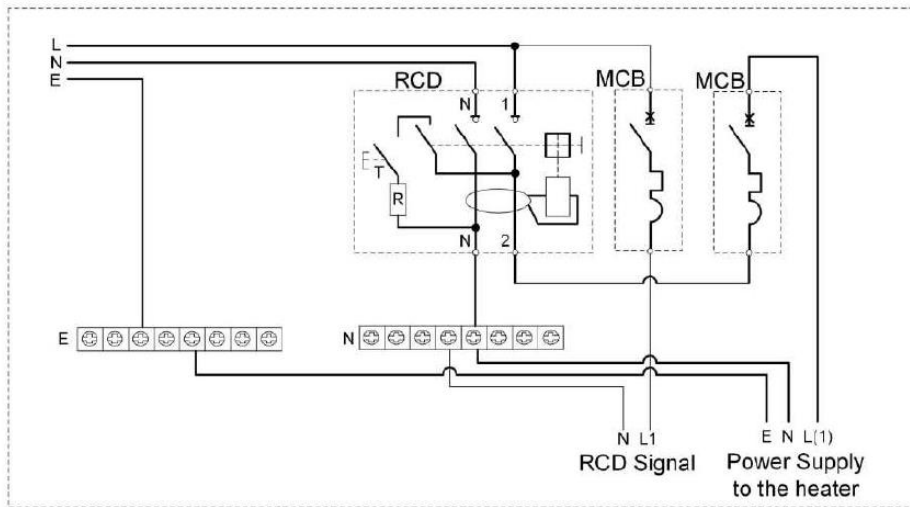 L
N
E
RCD
MCB
MCB
N
1
T
R
N
2
E
N
N L1
E N L(1)
RCD Signal
Power Supply
to the heater